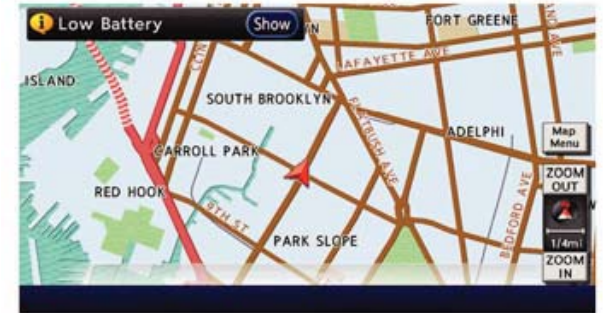 Low Battery
Show
FORT GREENE
LAFAYETTE AVE
ISLAND
SOUTH BROOKLYN
FLATBUSH AVE
ADELPHI
Map
Menu
CARROLL PARK
ZOOM
OUT
RED HOOK
9TH ST
BEDFORD AVE
1/4mi
PARK SLOPE
ZOOM
IN